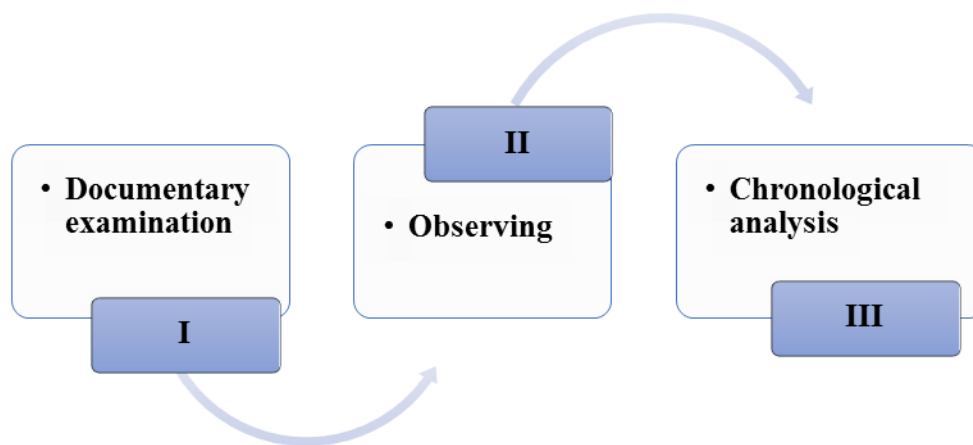 • Documentary
examination
I
II
• Observing
• Chronological
analysis
III